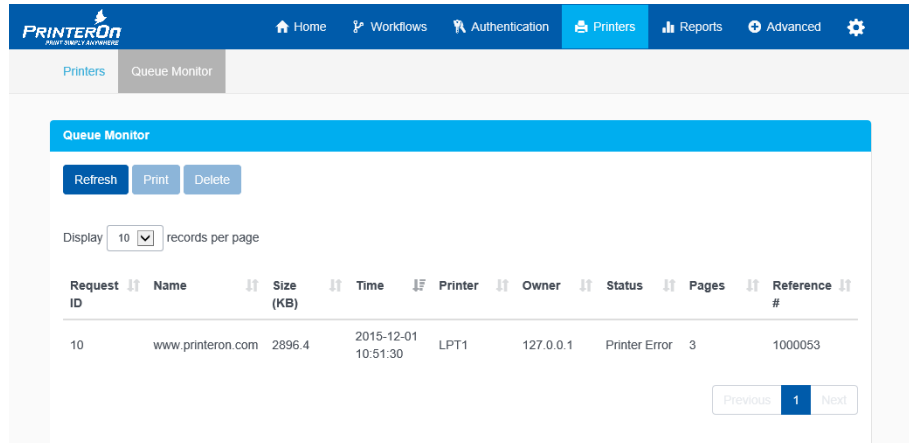 PRINTERON
PRINT SIMPLY ANYWHERE
Home Workflows Authentication Printers Reports Advanced
Printers Queue Monitor
Queue Monitor
Refresh Print Delete
Display 10 records per page
Request ID Name Size (KB) Time Printer Owner Status Pages Reference #
10 www.printeron.com 2896.4 2015-12-01 10:51:30 LPT1 127.0.0.1 Printer Error 3 1000053
Previous 1 Next